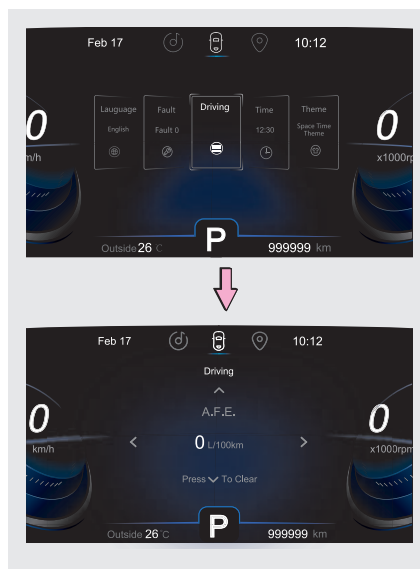 Feb 17 10:12
Lauguage Fault Driving Time Theme
English Fault 0 12:30 Space Time
Theme
0 0
m/h x1000rp
P
Outside 26 C 999999 km
Feb 17 10:12
Driving
A.F.E.
0 0
0 L/100km
km/h x1000rpm
Press To Clear
P
Outside 26 °C 999999 km